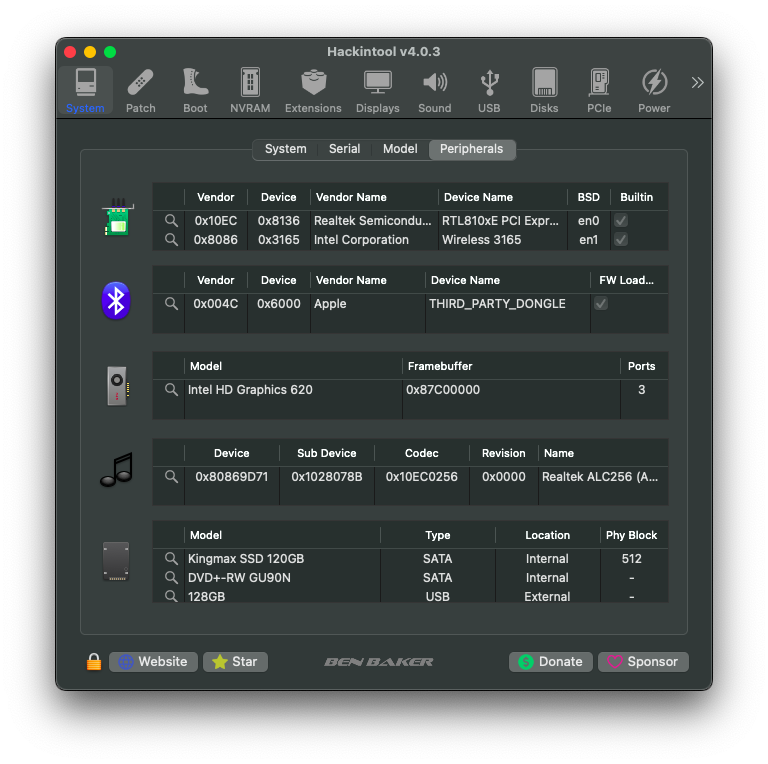 Hackintool v4.0.3
System Patch Boot NVRAM Extensions Displays Sound USB Disks PCIe Power
System Serial Model Peripherals
Vendor Device Vendor Name Device Name BSD Builtin
0x10EC 0x8136 Realtek Semicondu... RTL810xE PCI Expr... en0
0x8086 0x3165 Intel Corporation Wireless 3165 en1
Vendor Device Vendor Name Device Name FW Load...
0x004C 0x6000 Apple THIRD_PARTY_DONGLE
Model Framebuffer Ports
Intel HD Graphics 620 0x87C00000 3
Device Sub Device Codec Revision Name
0x80869D71 0x1028078B 0x10EC0256 0x0000 Realtek ALC256 (A...
Model Type Location Phy Block
Kingmax SSD 120GB SATA Internal 512
DVD+-RW GU90N SATA Internal -
128GB USB External -
Website Star BEN BAKER Donate Sponsor